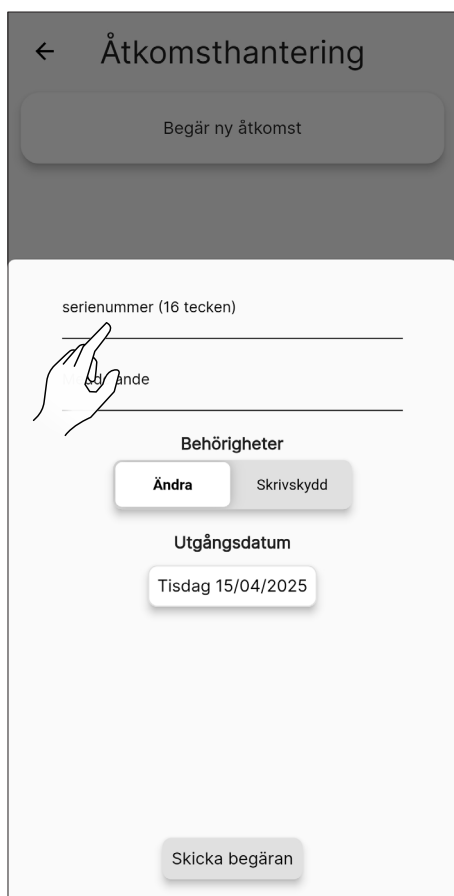 Åtkomsthantering
Begär ny åtkomst
serienummer (16 tecken)
Behörigheter
Ändra Skrivskydd
Utgångsdatum
Tisdag 15/04/2025
Skicka begäran